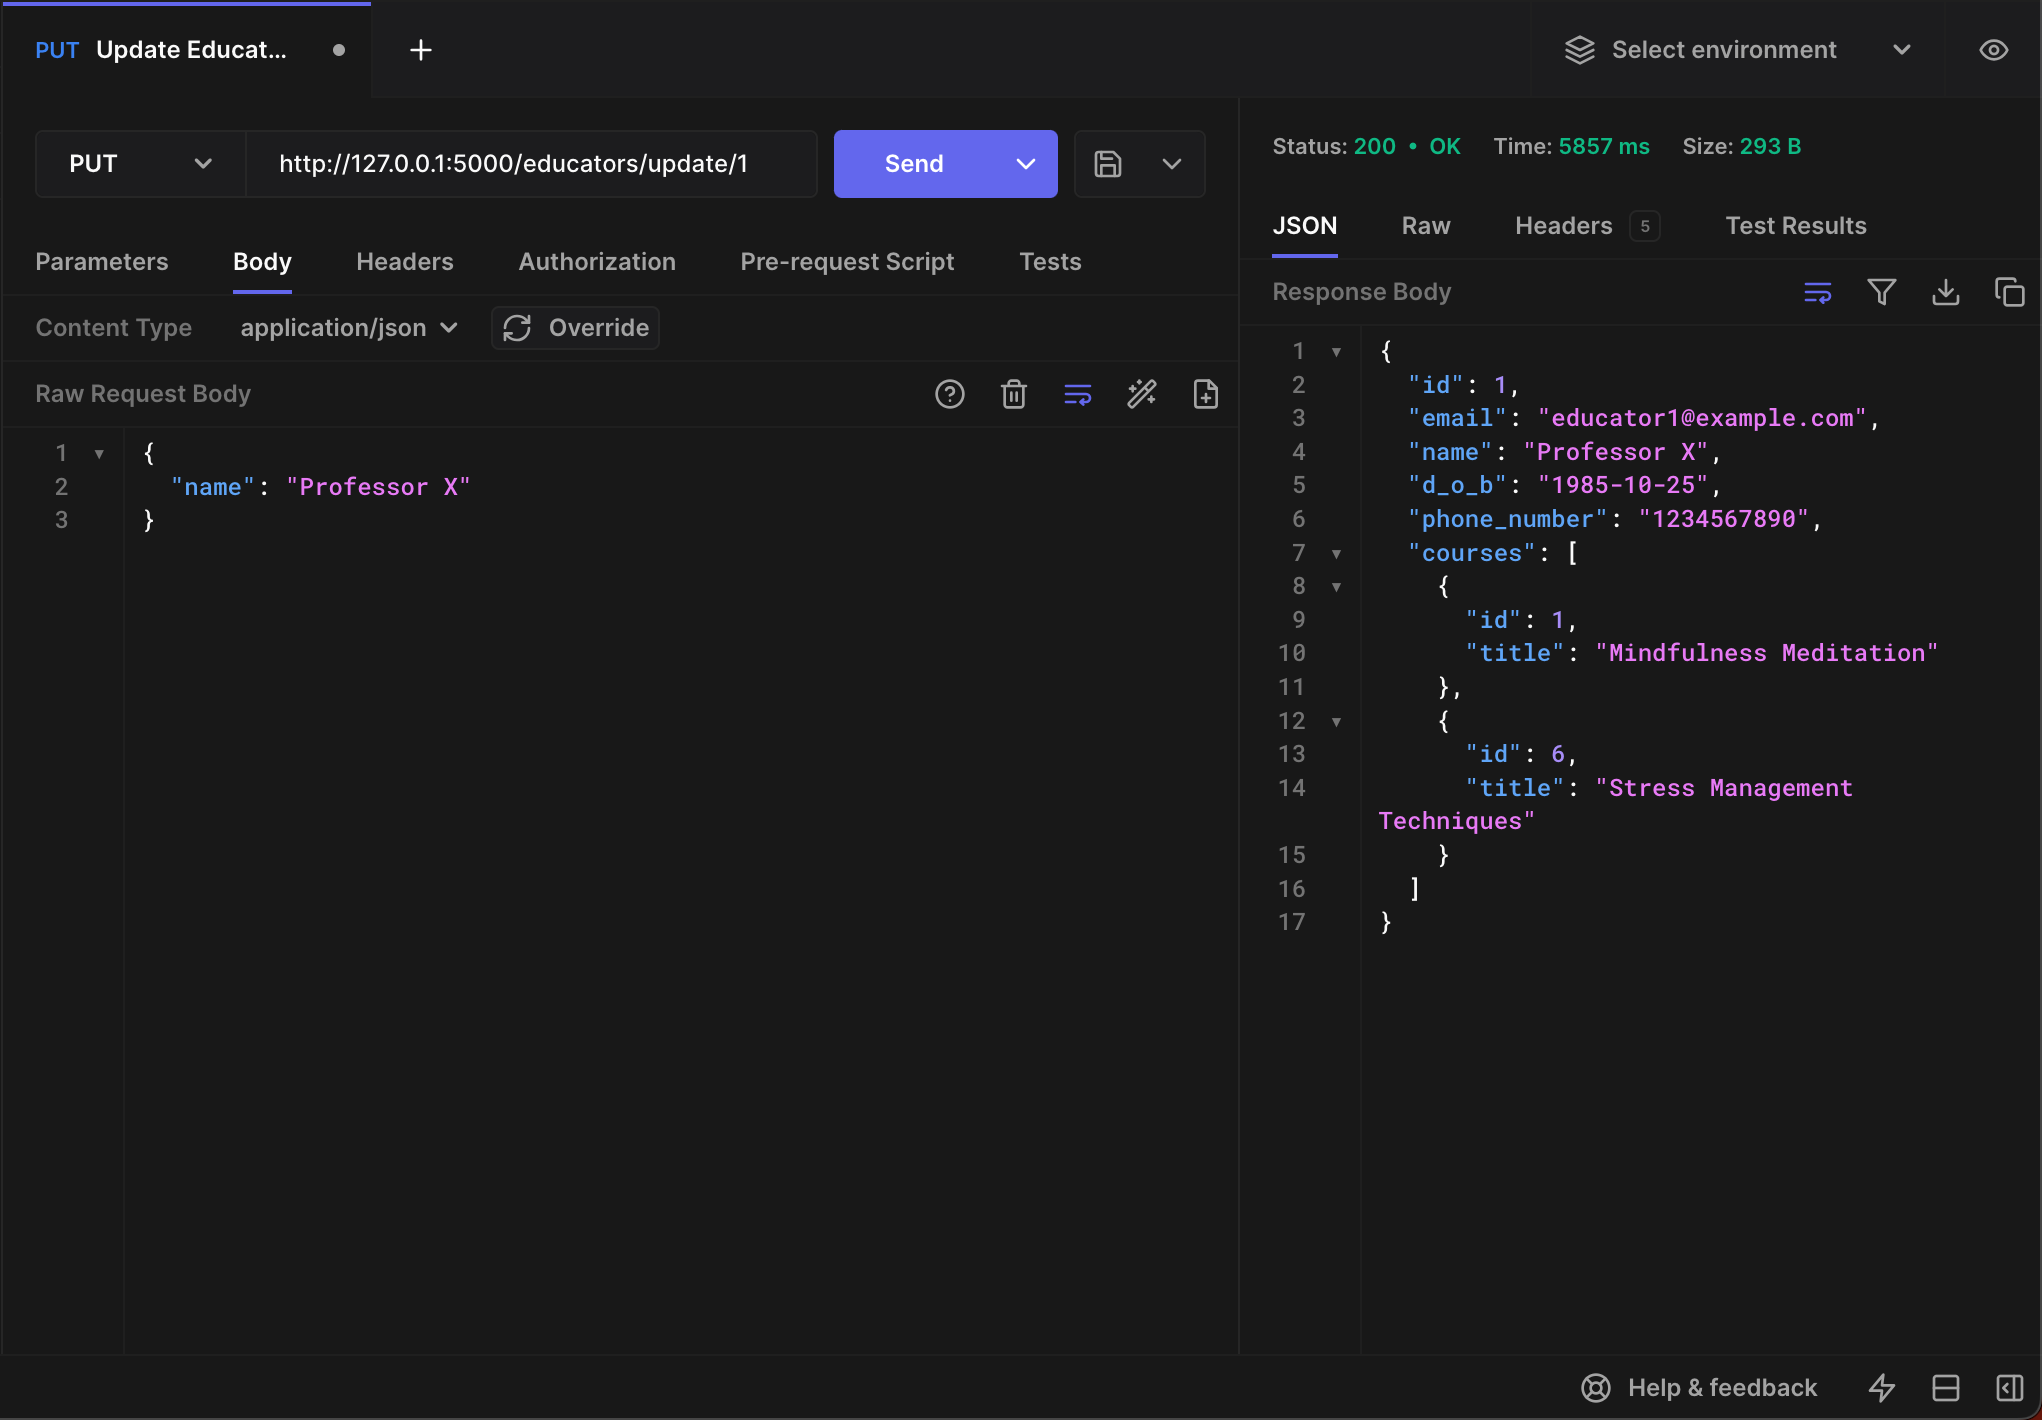 PUT Update Educat...
Select environment
PUT
http://127.0.0.1:5000/educators/update/1
Send
Parameters Body Headers Authorization Pre-request Script Tests
Content Type application/json Override
Raw Request Body
1 {
2 "name": "Professor X"
3 }
Status: 200 • OK Time: 5857 ms Size: 293 B
JSON Raw Headers 5 Test Results
Response Body
1 {
2 "id": 1,
3 "email": "educator1@example.com",
4 "name": "Professor X",
5 "d_o_b": "1985-10-25",
6 "phone_number": "1234567890",
7 "courses": [
8 {
9 "id": 1,
10 "title": "Mindfulness Meditation"
11 },
12 {
13 "id": 6,
14 "title": "Stress Management
Techniques"
15 }
16 ]
17 }
Help & feedback